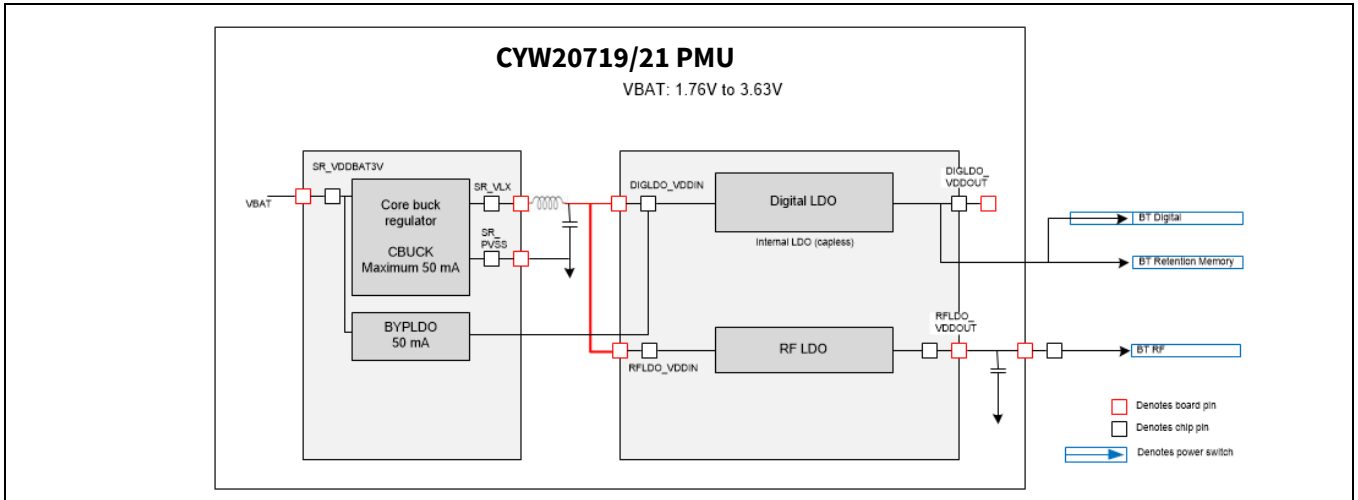 CYW20719/21 PMU
VBAT: 1.76V to 3.63V
SR_VDDBAT3V
VBAT
Core buck
regulator
CBUCK
Maximum 50 mA
SR_VLX
SR_
PVSS
BYPLDO
50 mA
DIGLDO_VDDIN
Digital LDO
Internal LDO (capless)
DIGLDO_
VDDOUT
RFLDO_VDDIN
RF LDO
RFLDO_
VDDOUT
BT Digital
BT Retention Memory
BT RF
Denotes board pin
Denotes chip pin
Denotes power switch